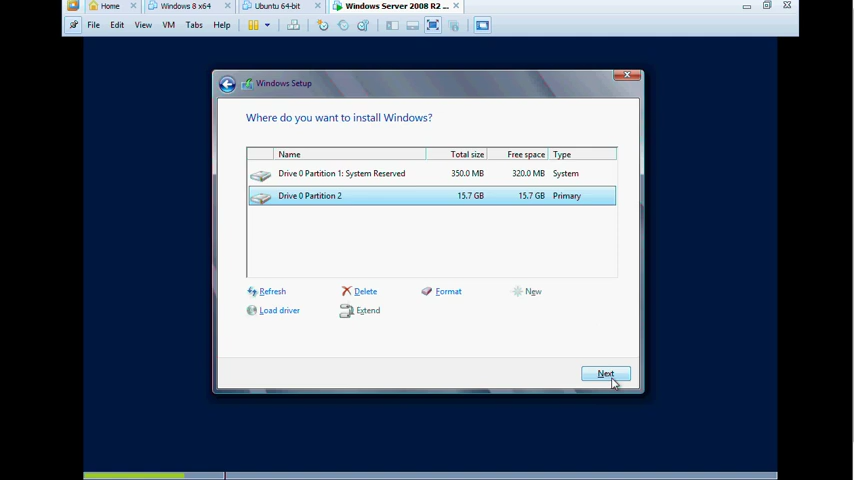 Home Windows 8 x64 Ubuntu 64-bit Windows Server 2008 R2 ...
File Edit View VM Tabs Help
Windows Setup
Where do you want to install Windows?
Name Total size Free space Type
Drive 0 Partition 1: System Reserved 350.0 MB 320.0 MB System
Drive 0 Partition 2 15.7 GB 15.7 GB Primary
Refresh Delete Format New
Load driver Extend
Next